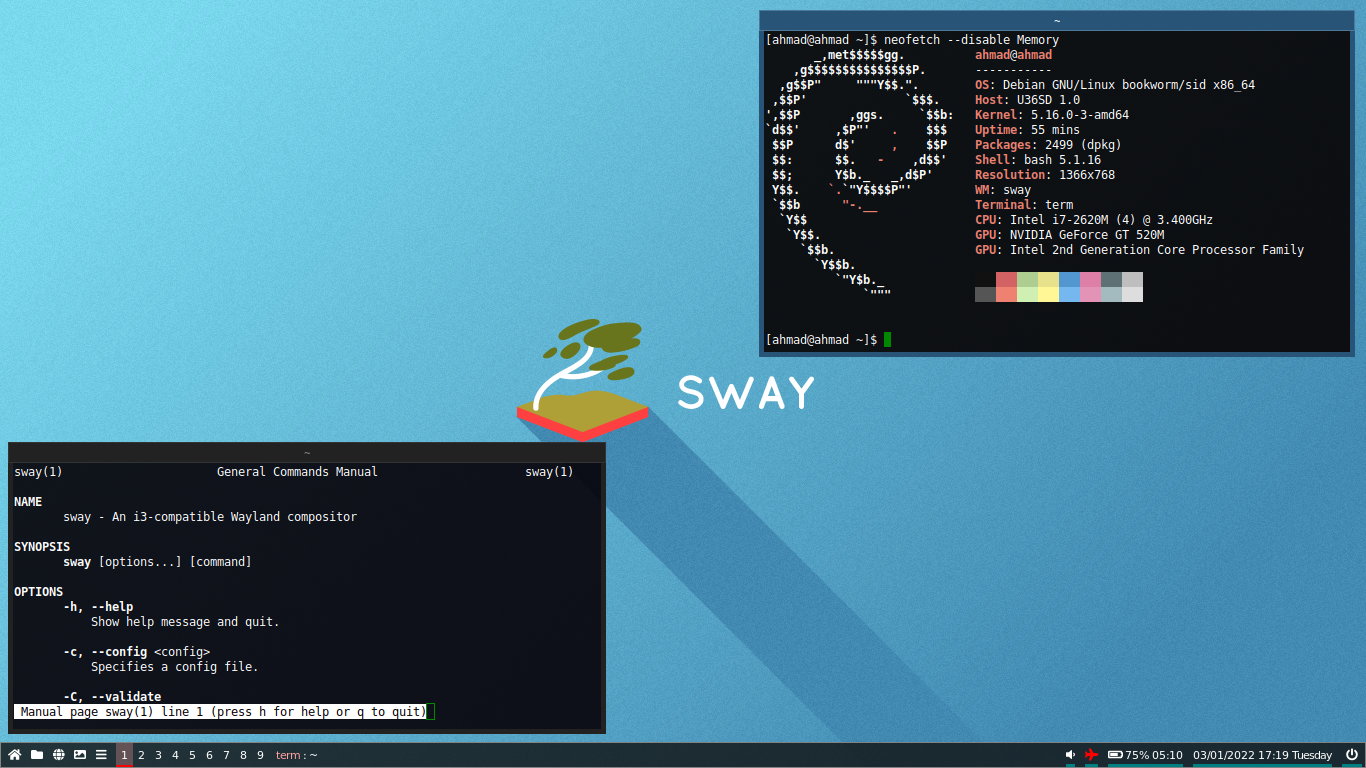 ~
[ahmad@ahmad ~]$ neofetch --disable Memory
       _,met$$$$$gg.          ahmad@ahmad
    ,g$$$$$$$$$$$$$$$P.       -----------
  ,g$$P"     """Y$$.".        OS: Debian GNU/Linux bookworm/sid x86_64
 ,$$P'              `$$$.     Host: U36SD 1.0
',$$P       ,ggs.     `$$b:   Kernel: 5.16.0-3-amd64
`d$$'     ,$P"'   .    $$$    Uptime: 55 mins
 $$P      d$'     ,    $$P    Packages: 2499 (dpkg)
 $$:      $$.   -    ,d$$'    Shell: bash 5.1.16
 $$;      Y$b._   _,d$P'      Resolution: 1366x768
 Y$$.    `.`"Y$$$$P"'         WM: sway
 `$$b      "-.__              Terminal: term
  `Y$$                        CPU: Intel i7-2620M (4) @ 3.400GHz
   `Y$$.                      GPU: NVIDIA GeForce GT 520M
     `$$b.                    GPU: Intel 2nd Generation Core Processor Family
       `Y$$b.
          `"Y$b._
              `"""
[ahmad@ahmad ~]$
SWAY
~
sway(1)                      General Commands Manual                     sway(1)
NAME
       sway - An i3-compatible Wayland compositor
SYNOPSIS
       sway [options...] [command]
OPTIONS
       -h, --help
           Show help message and quit.
       -c, --config <config>
           Specifies a config file.
       -C, --validate
 Manual page sway(1) line 1 (press h for help or q to quit)
1 2 3 4 5 6 7 8 9 term : ~ 75% 05:10 03/01/2022 17:19 Tuesday